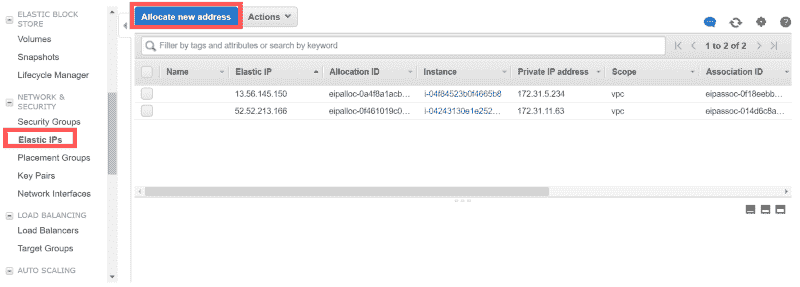 ELASTIC BLOCK
STORE
Volumes
Snapshots
Lifecycle Manager
NETWORK &
SECURITY
Security Groups
Elastic IPs
Placement Groups
Key Pairs
Network Interfaces
LOAD BALANCING
Load Balancers
Target Groups
AUTO SCALING
Allocate new address Actions
Filter by tags and attributes or search by keyword 1 to 2 of 2
Name Elastic IP Allocation ID Instance Private IP address Scope Association ID
13.56.145.150 eipalloc-0a4f8a1acb... i-04f84523b0f4665b8 172.31.5.234 vpc eipassoc-0f18eebb...
52.52.213.166 eipalloc-0f461019c0... i-04243130e1e252... 172.31.11.63 vpc eipassoc-014d6c8a...